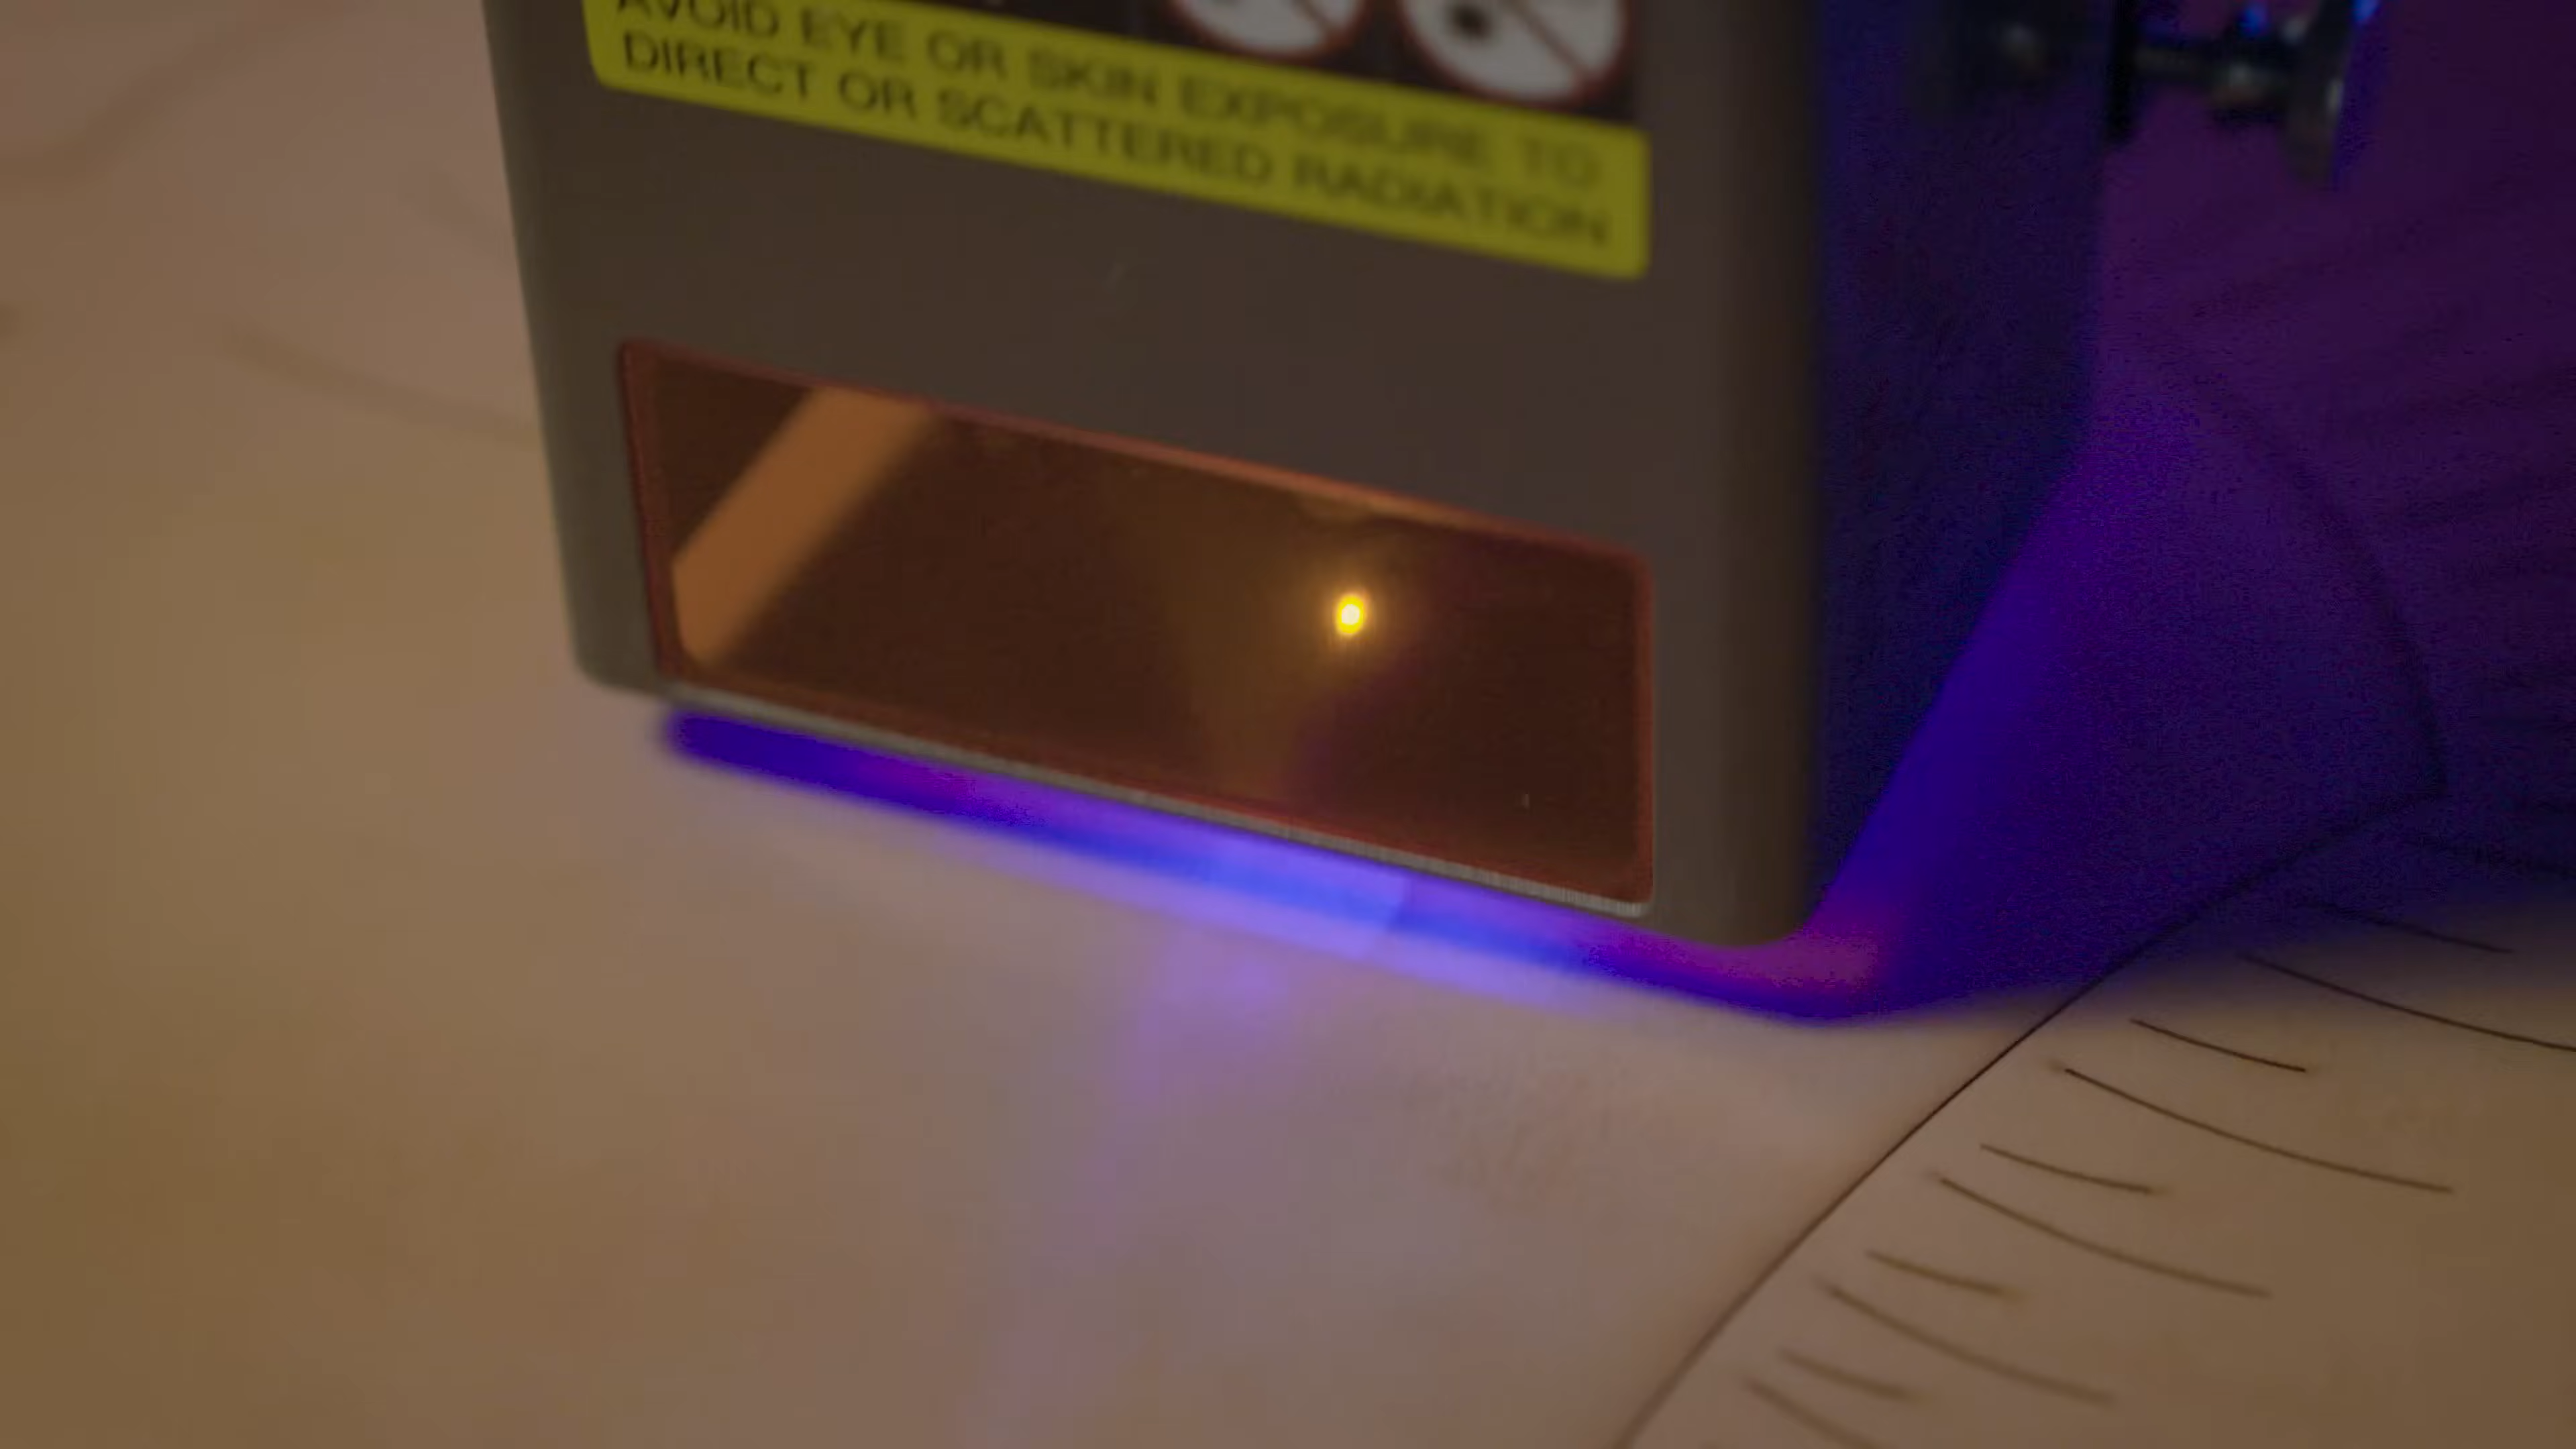 AVOID EYE OR SKIN EXPOSURE TO
DIRECT OR SCATTERED RADIATION